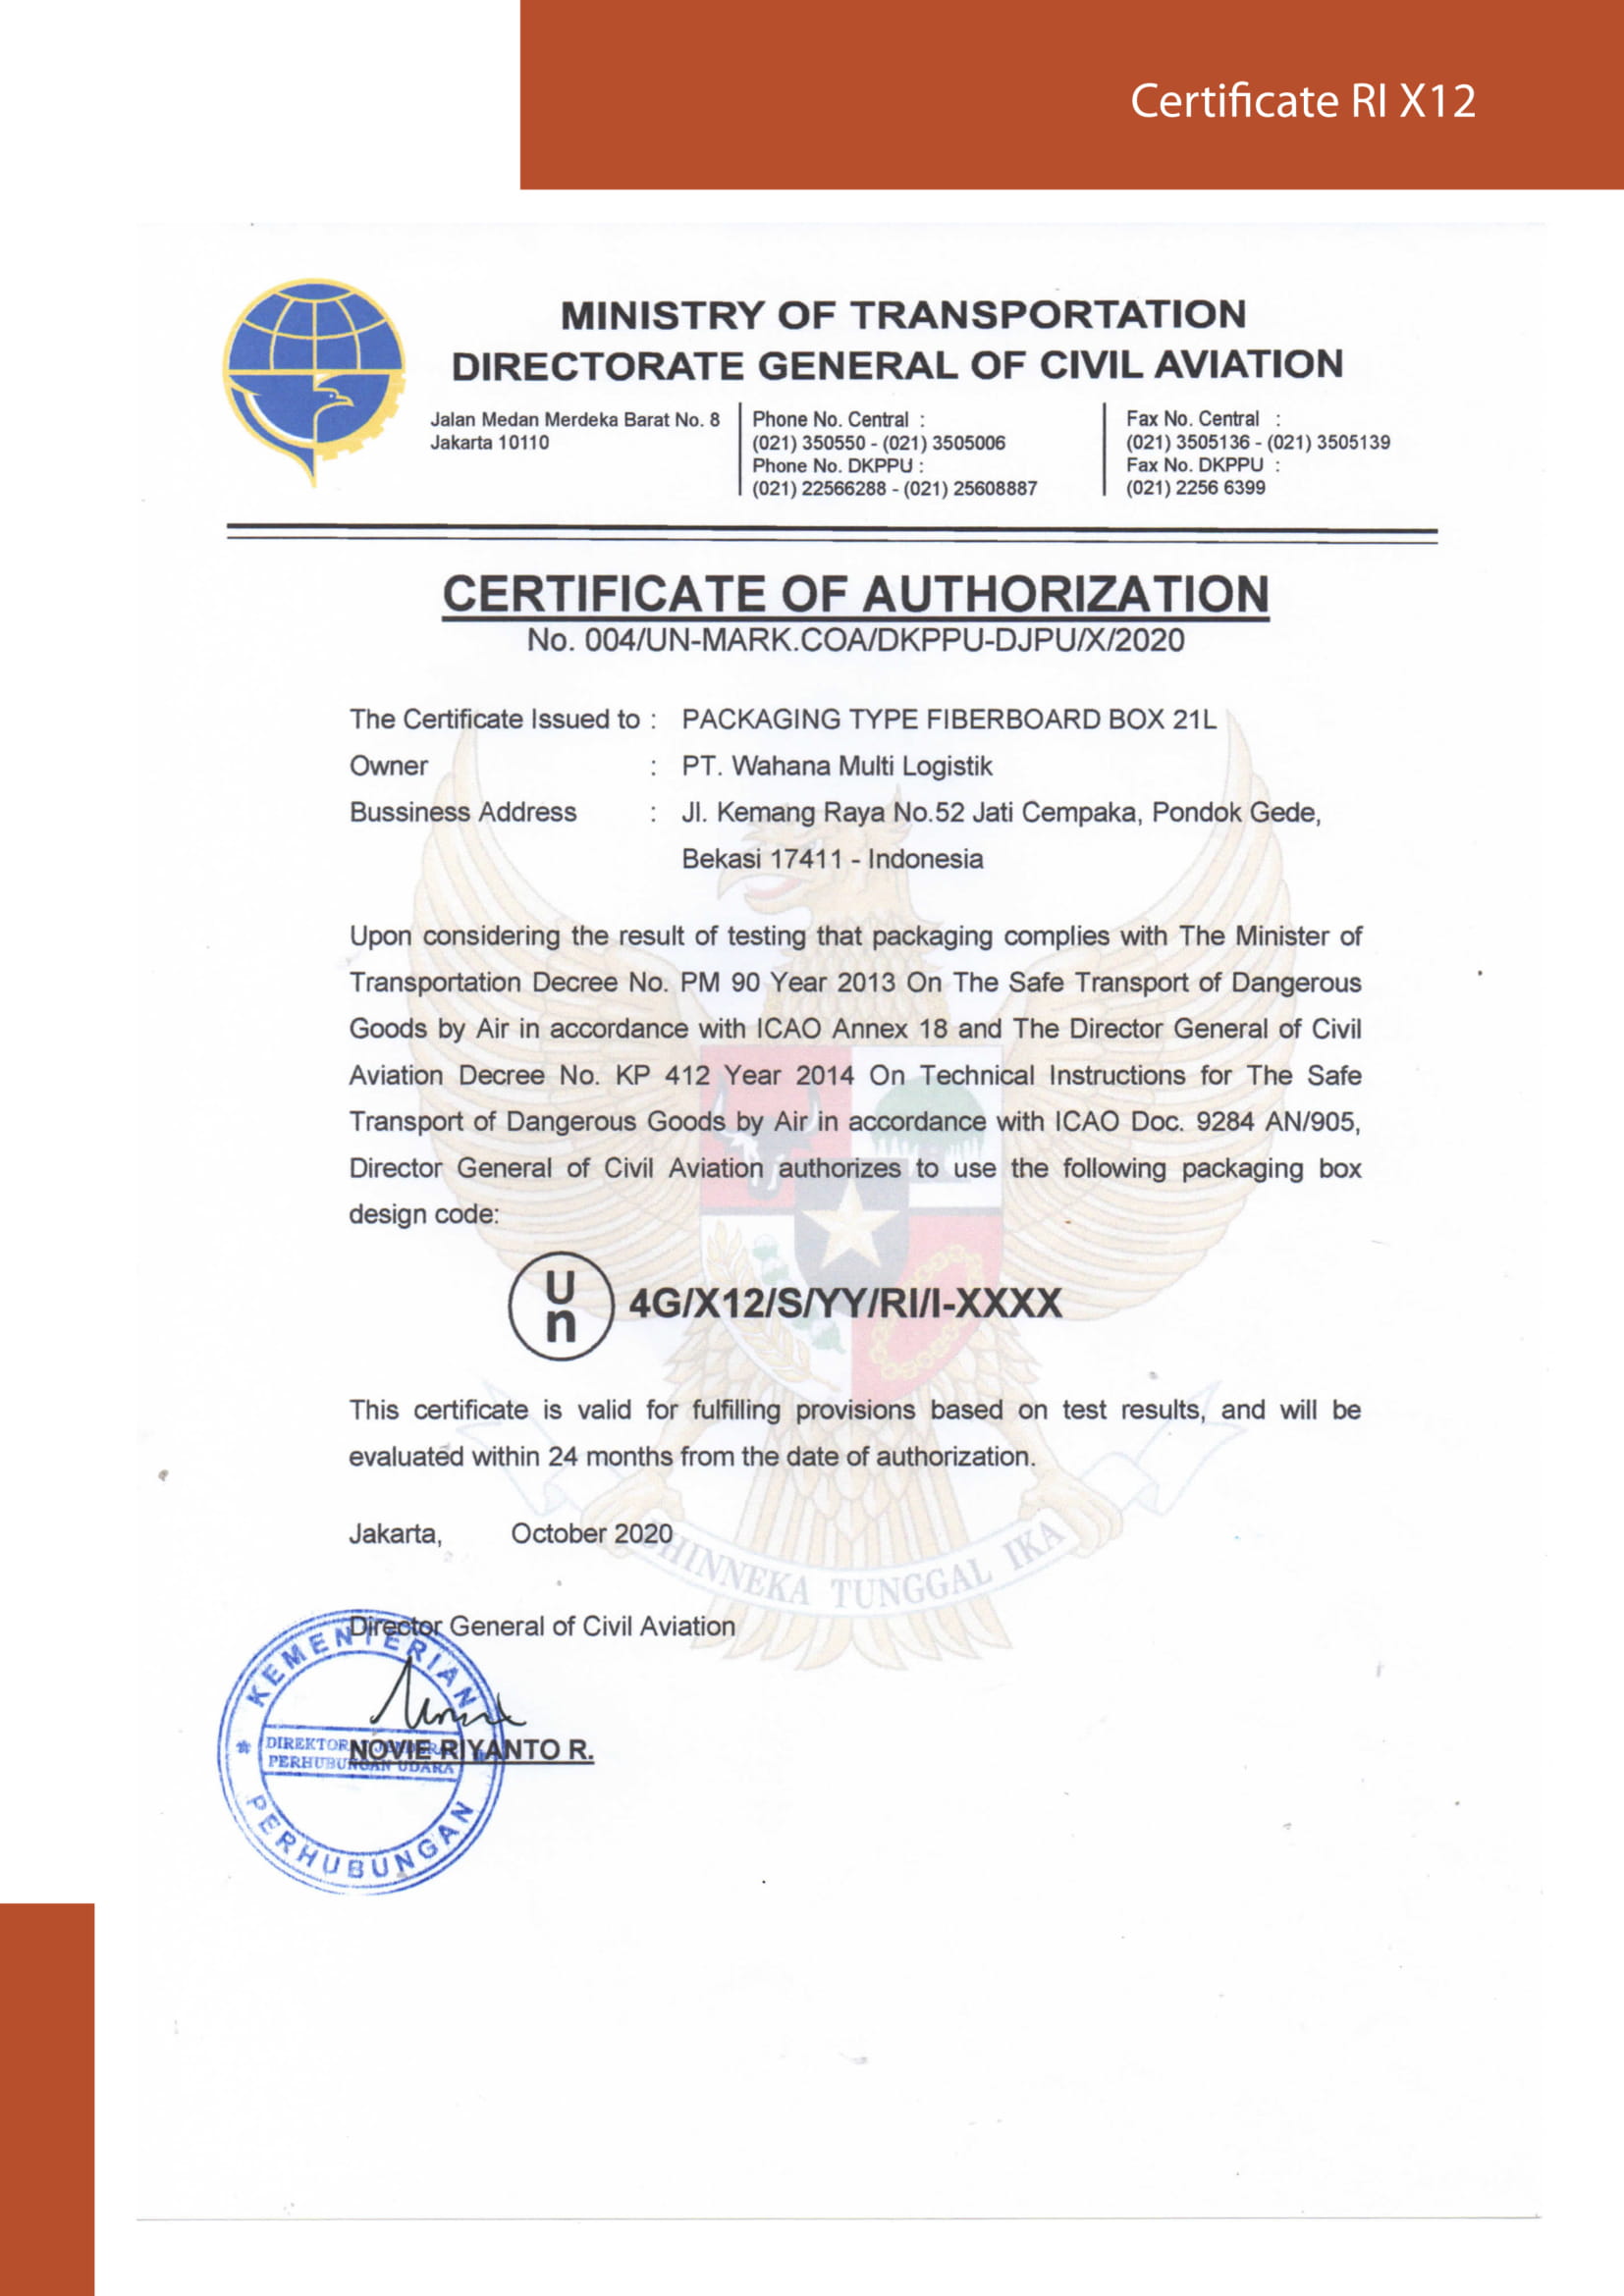 Certificate RI X12
MINISTRY OF TRANSPORTATION
DIRECTORATE GENERAL OF CIVIL AVIATION
Jalan Medan Merdeka Barat No. 8
Jakarta 10110
Phone No. Central :
(021) 350550 - (021) 3505006
Phone No. DKPPU :
(021) 22566288 - (021) 25608887
Fax No. Central :
(021) 3505136 - (021) 3505139
Fax No. DKPPU :
(021) 2256 6399
CERTIFICATE OF AUTHORIZATION
No. 004/UN-MARK.COA/DKPPU-DJPU/X/2020
The Certificate Issued to : PACKAGING TYPE FIBERBOARD BOX 21L
Owner : PT. Wahana Multi Logistik
Bussiness Address : Jl. Kemang Raya No.52 Jati Cempaka, Pondok Gede,
Bekasi 17411 - Indonesia
Upon considering the result of testing that packaging complies with The Minister of
Transportation Decree No. PM 90 Year 2013 On The Safe Transport of Dangerous
Goods by Air in accordance with ICAO Annex 18 and The Director General of Civil
Aviation Decree No. KP 412 Year 2014 On Technical Instructions for The Safe
Transport of Dangerous Goods by Air in accordance with ICAO Doc. 9284 AN/905,
Director General of Civil Aviation authorizes to use the following packaging box
design code:
U
n
4G/X12/S/YY/RI/I-XXXX
This certificate is valid for fulfilling provisions based on test results, and will be
evaluated within 24 months from the date of authorization.
Jakarta, October 2020
BHINNEKA TUNGGAL IKA
Director General of Civil Aviation
KEMENTERIAN
DIREKTORAT JENDERAL
PERHUBUNGAN UDARA
PERHUBUNGAN
NOVIE RIYANTO R.